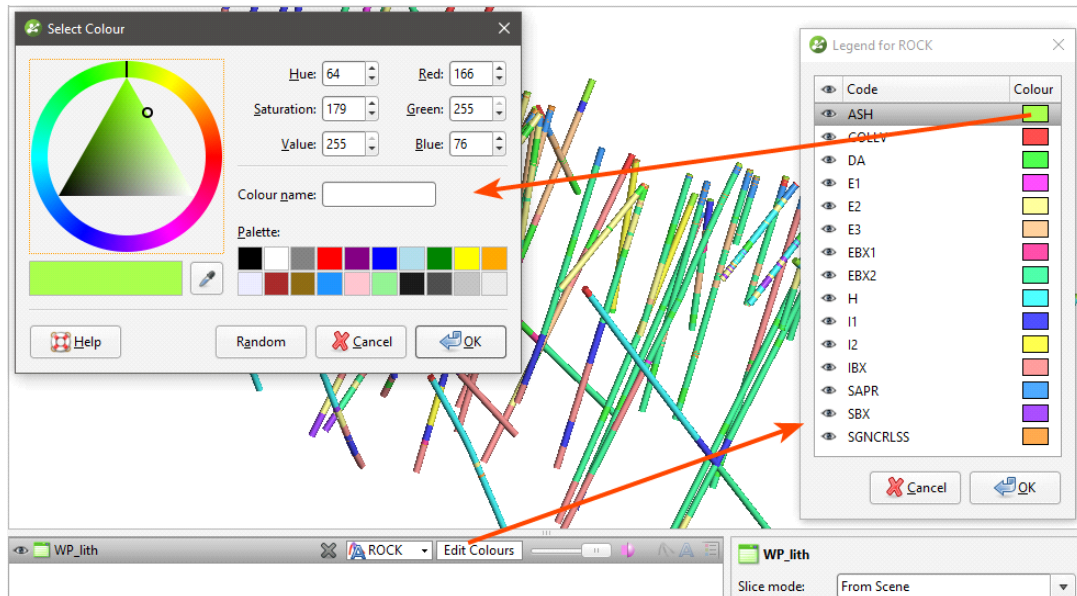 Select Colour
Hue: 64 Red: 166
Saturation: 179 Green: 255
Value: 255 Blue: 76
Colour name:
Palette:
Help Random Cancel OK
Legend for ROCK
Code Colour
ASH
COLLV
DA
E1
E2
E3
EBX1
EBX2
H
I1
I2
IBX
SAPR
SBX
SGNCRLSS
Cancel OK
WP_lith ROCK Edit Colours
WP_lith
Slice mode: From Scene